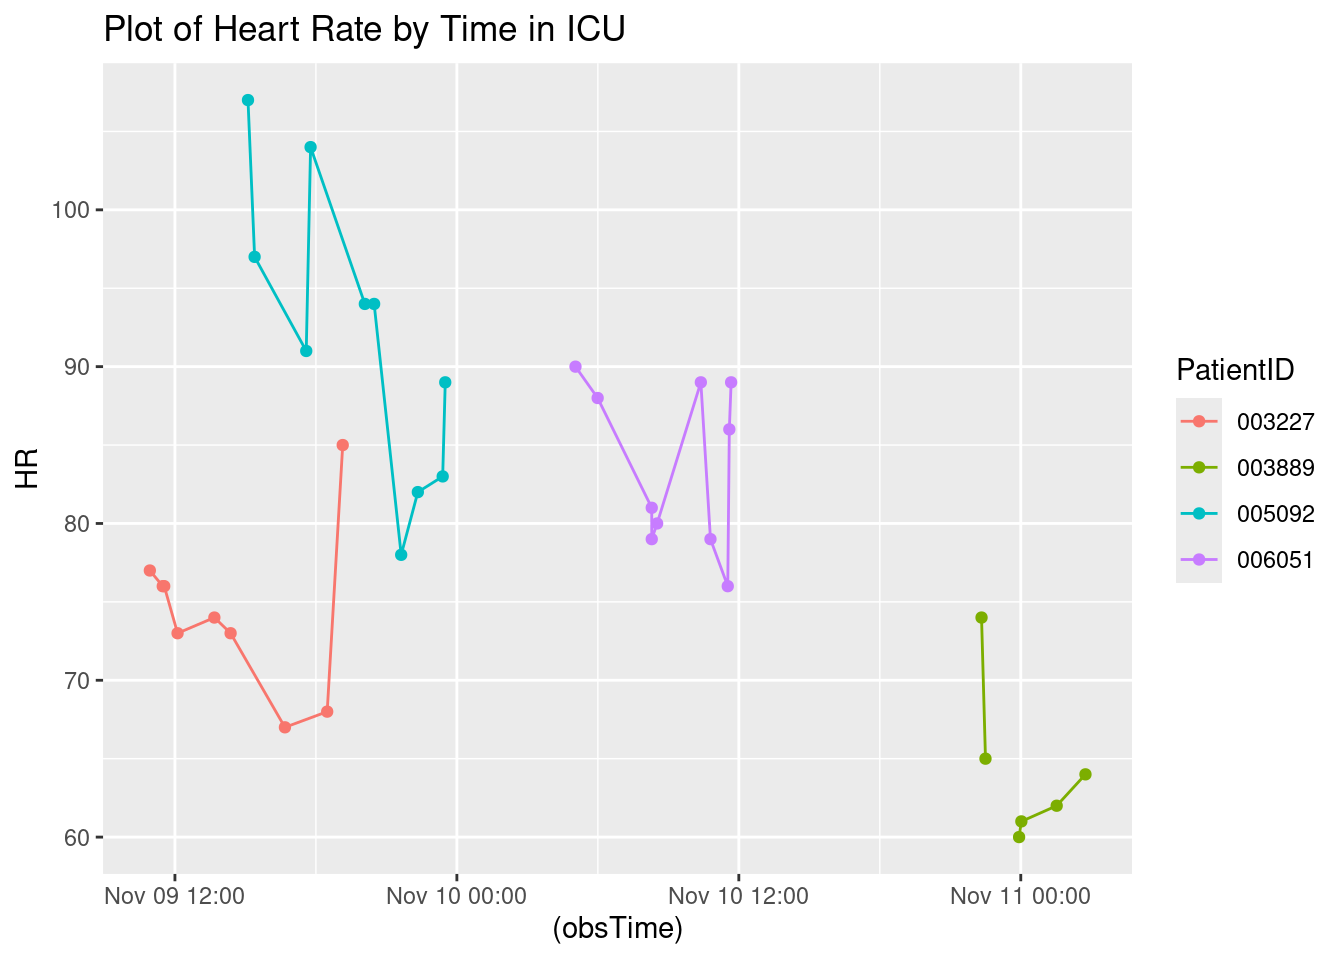 Plot of Heart Rate by Time in ICU
HR
100
90
80
70
60
Nov 09 12:00 Nov 10 00:00 Nov 10 12:00 Nov 11 00:00
(obsTime)
PatientID
003227
003889
005092
006051